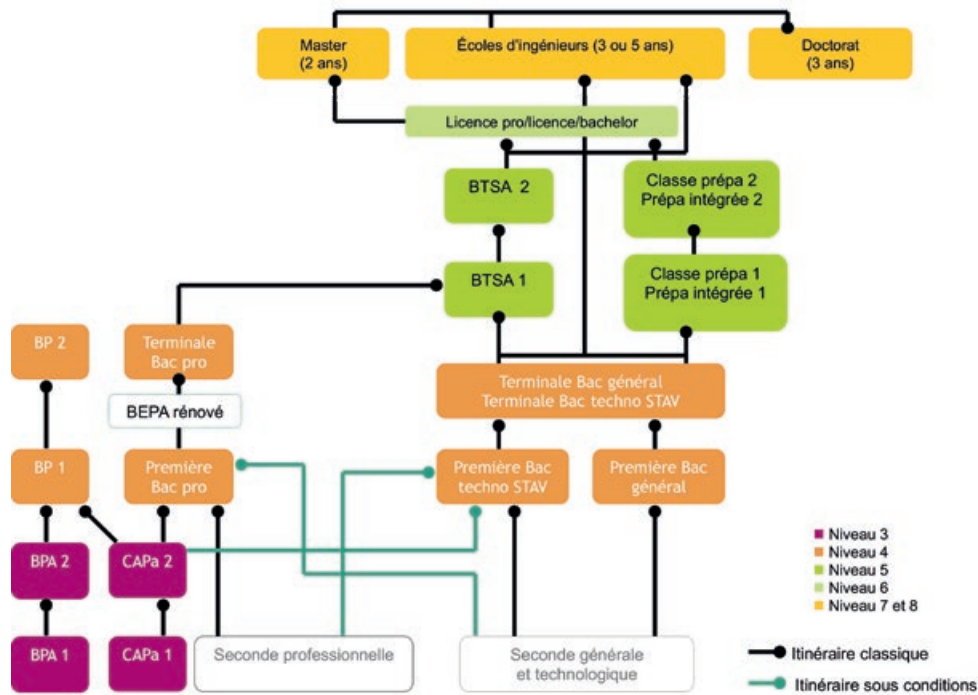 Master
(2 ans)
Écoles d'ingénieurs (3 ou 5 ans)
Doctorat
(3 ans)
Licence pro/licence/bachelor
BTSA 2
Classe prépa 2
Prépa intégrée 2
BTSA 1
Classe prépa 1
Prépa intégrée 1
BP 2
Terminale
Bac pro
Terminale Bac général
Terminale Bac techno STAV
BEPA rénové
BP 1
Première
Bac pro
Première Bac
techno STAV
Première Bac
général
BPA 2
CAPa 2
BPA 1
CAPa 1
Seconde professionnelle
Seconde générale
et technologique
Niveau 3
Niveau 4
Niveau 5
Niveau 6
Niveau 7 et 8
Itinéraire classique
Itinéraire sous conditions